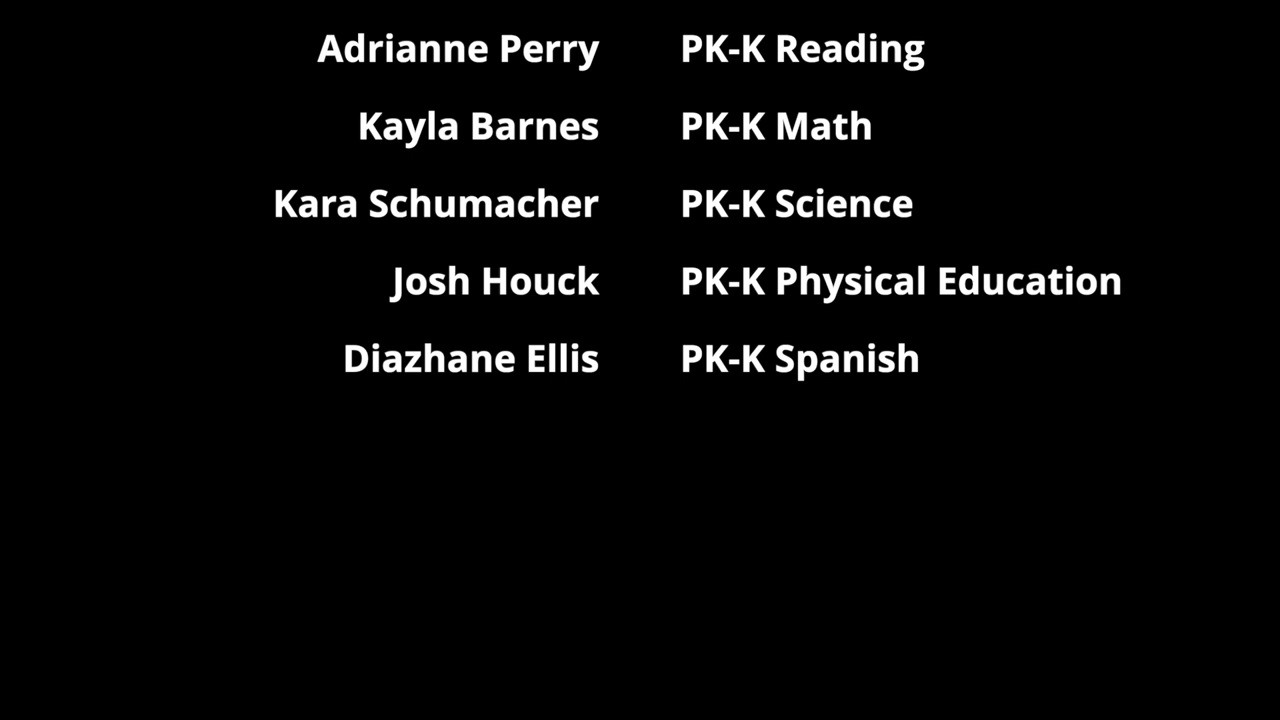 Adrianne Perry PK-K Reading
Kayla Barnes PK-K Math
Kara Schumacher PK-K Science
Josh Houck PK-K Physical Education
Diazhane Ellis PK-K Spanish